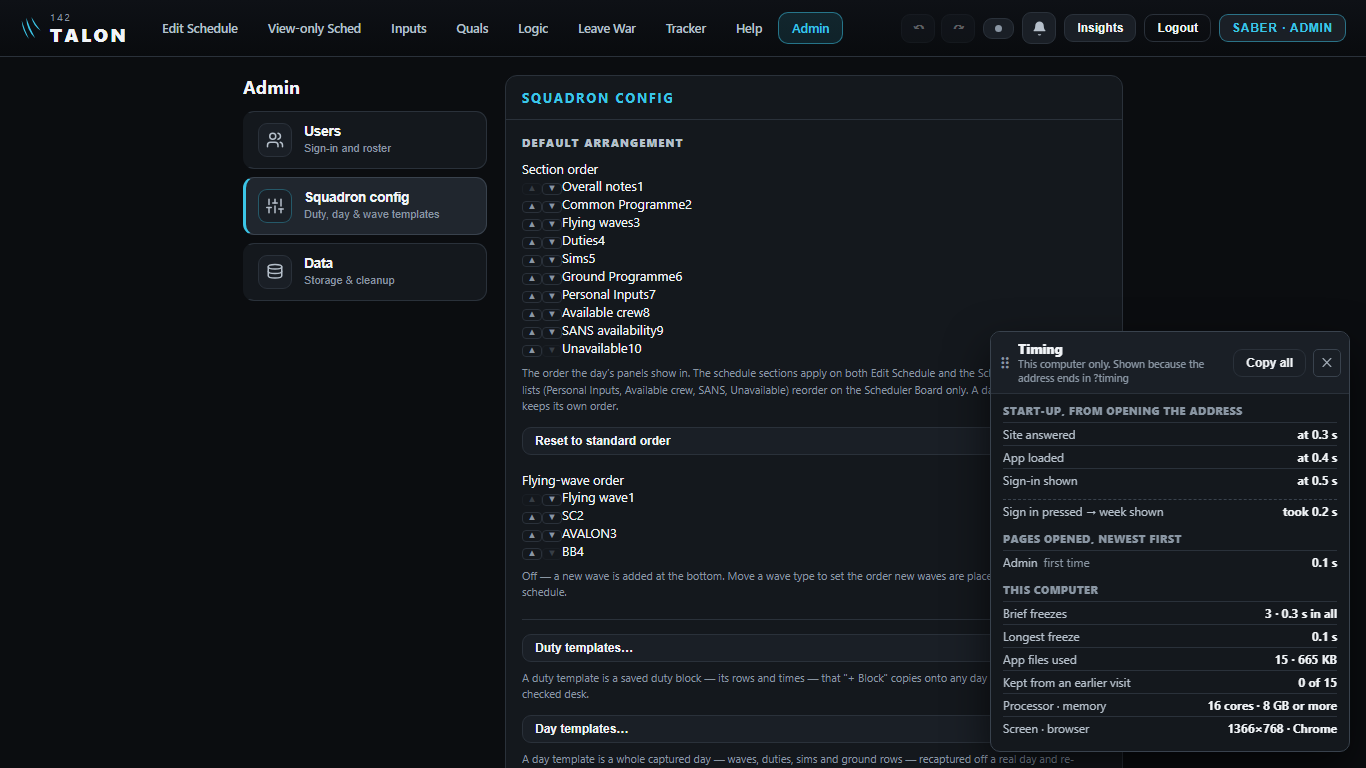 142
TALON
Edit Schedule
View-only Sched
Inputs
Quals
Logic
Leave War
Tracker
Help
Admin
Insights
Logout
SABER · ADMIN
Admin
Users
Sign-in and roster
Squadron config
Duty, day & wave templates
Data
Storage & cleanup
SQUADRON CONFIG
DEFAULT ARRANGEMENT
Section order
Overall notes1
Common Programme2
Flying waves3
Duties4
Sims5
Ground Programme6
Personal Inputs7
Available crew8
SANS availability9
Unavailable10
The order the day's panels show in. The schedule sections apply on both Edit Schedule and the
lists (Personal Inputs, Available crew, SANS, Unavailable) reorder on the Scheduler Board only. A
keeps its own order.
Reset to standard order
Flying-wave order
Flying wave1
SC2
AVALON3
BB4
Off — a new wave is added at the bottom. Move a wave type to set the order new waves are
schedule.
Duty templates…
A duty template is a saved duty block — its rows and times — that "+ Block" copies onto any day
checked desk.
Day templates…
A day template is a whole captured day — waves, duties, sims and ground rows — recaptured off a real day and re-
Timing
This computer only. Shown because the
address ends in ?timing
Copy all
START-UP, FROM OPENING THE ADDRESS
Site answered at 0.3 s
App loaded at 0.4 s
Sign-in shown at 0.5 s
Sign in pressed → week shown took 0.2 s
PAGES OPENED, NEWEST FIRST
Admin first time 0.1 s
THIS COMPUTER
Brief freezes 3 · 0.3 s in all
Longest freeze 0.1 s
App files used 15 · 665 KB
Kept from an earlier visit 0 of 15
Processor · memory 16 cores · 8 GB or more
Screen · browser 1366×768 · Chrome